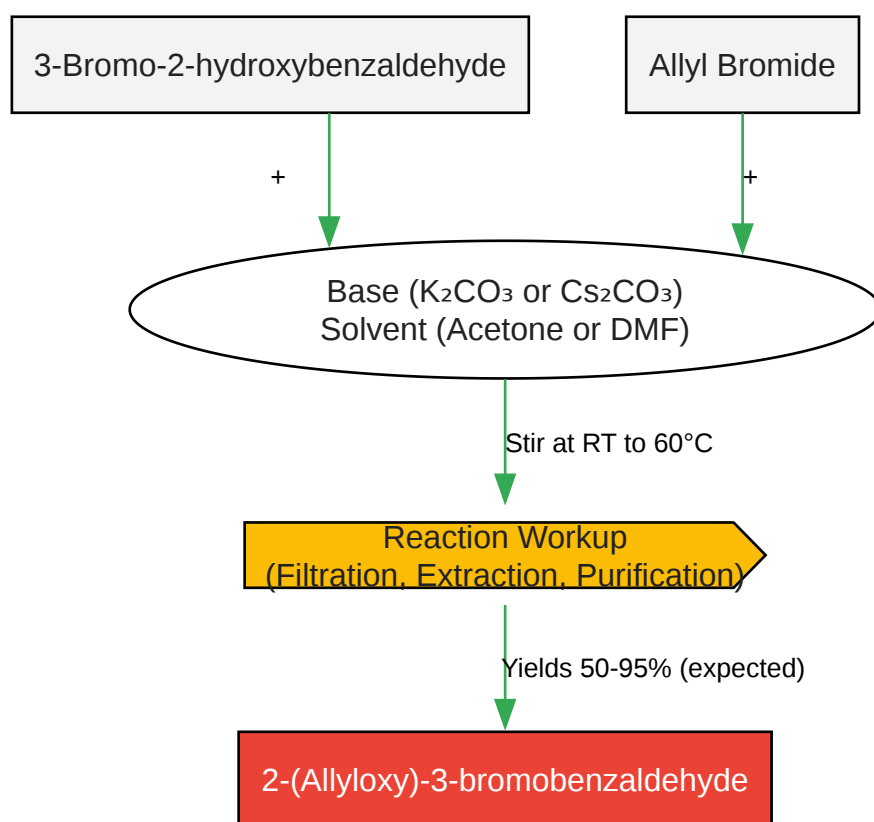 3-Bromo-2-hydroxybenzaldehyde
Allyl Bromide
+
+
Base (K₂CO₃ or Cs₂CO₃)
Solvent (Acetone or DMF)
Stir at RT to 60°C
Reaction Workup
(Filtration, Extraction, Purification)
Yields 50-95% (expected)
2-(Allyloxy)-3-bromobenzaldehyde